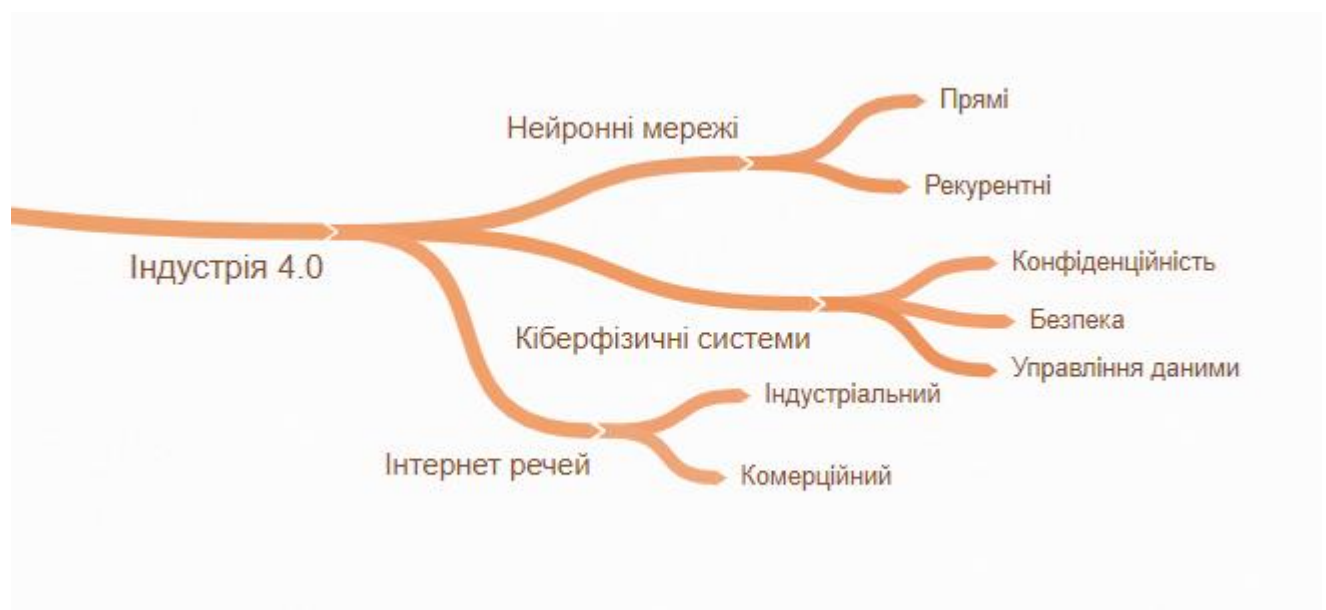 Прямі
Нейронні мережі
Рекурентні
Індустрія 4.0
Конфіденційність
Безпека
Кіберфізичні системи
Управління даними
Індустріальний
Інтернет речей
Комерційний